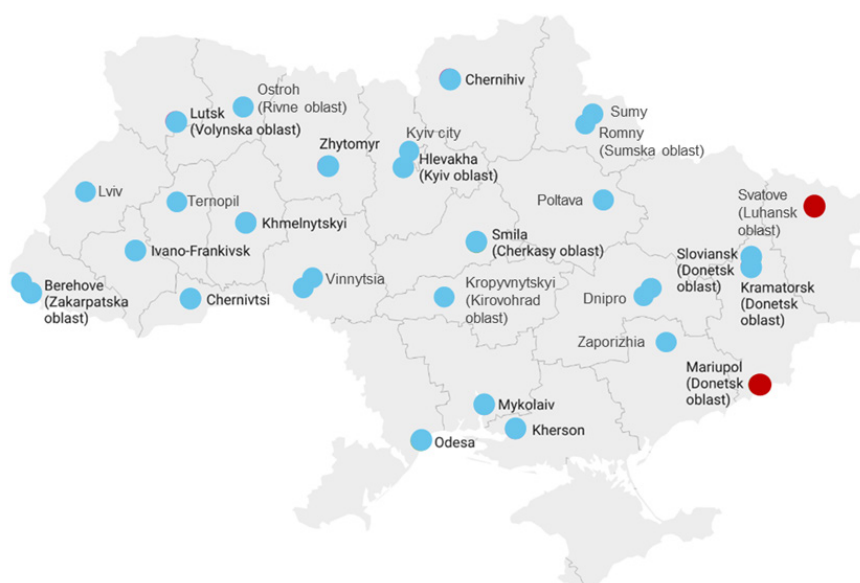 Chernihiv
Ostroh
(Rivne oblast)
Lutsk
(Volynska oblast)
Sumy
Romny
(Sumska oblast)
Kyiv city
Zhytomyr
Hlevakha
(Kyiv oblast)
Lviv
Ternopil
Poltava
Svatove
(Luhansk
oblast)
Khmelnytskyi
Smila
(Cherkasy oblast)
Ivano-Frankivsk
Sloviansk
(Donetsk
oblast)
Vinnytsia
Berehove
(Zakarpatska
oblast)
Chernivtsi
Kropyvnytskyi
(Kirovohrad
oblast)
Dnipro
Kramatorsk
(Donetsk
oblast)
Zaporizhia
Mariupol
(Donetsk
oblast)
Mykolaiv
Kherson
Odesa